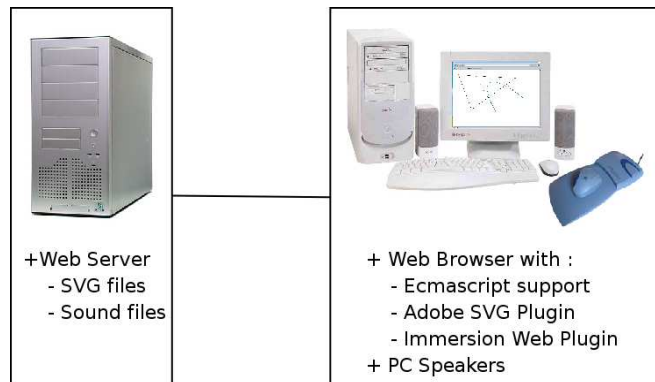 +Web Server
- SVG files
- Sound files
+ Web Browser with :
- Ecmascript support
- Adobe SVG Plugin
- Immersion Web Plugin
+ PC Speakers